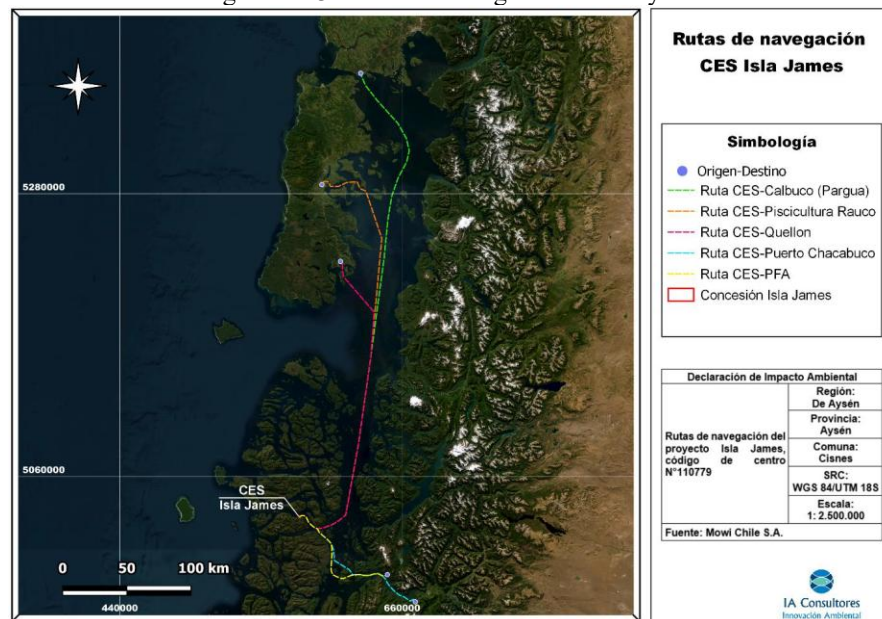 Rutas de navegación
CES Isla James
Simbología
Origen-Destino
Ruta CES-Calbuco (Pargua)
Ruta CES-Piscicultura Rauco
Ruta CES-Quellon
Ruta CES-Puerto Chacabuco
Ruta CES-PFA
Concesión Isla James
Declaración de Impacto Ambiental
Rutas de navegación del
proyecto Isla James,
código de centro
N°110779
Región:
De Aysén
Provincia:
Aysén
Comuna:
Cisnes
SRC:
WGS 84/UTM 18S
Escala:
1: 2.500.000
Fuente: Mowi Chile S.A.
IA Consultores
Innovación Ambiental
5280000
5060000
CES
Isla James
0 50 100 km
440000
660000